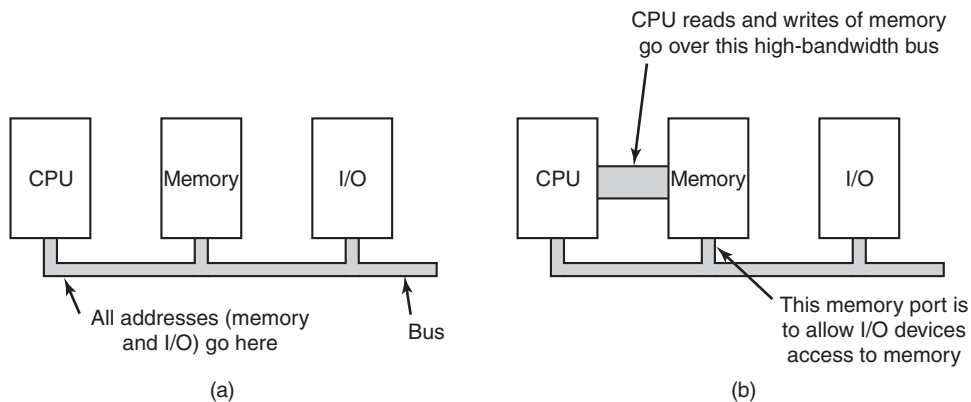 CPU reads and writes of memory
go over this high-bandwidth bus
CPU
Memory
I/O
CPU
Memory
I/O
All addresses (memory
and I/O) go here
Bus
This memory port is
to allow I/O devices
access to memory
(a)
(b)